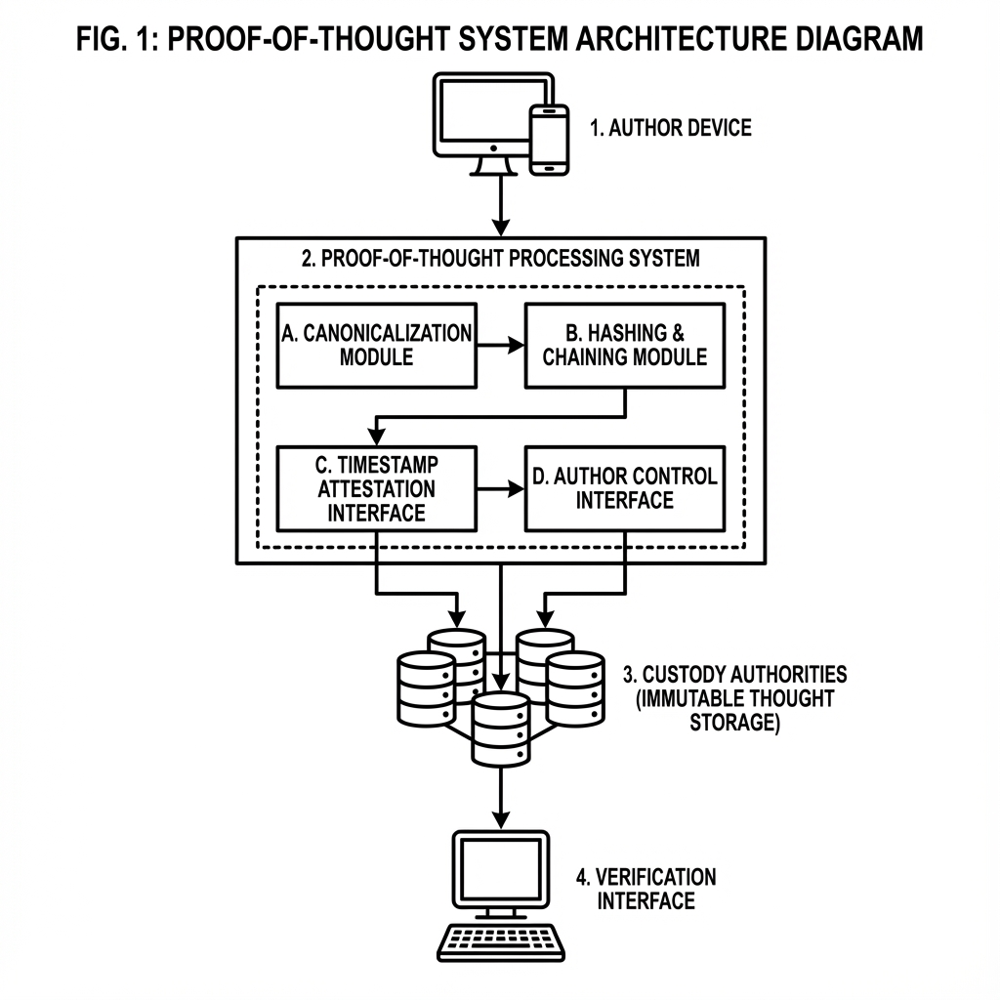 FIG. 1: PROOF-OF-THOUGHT SYSTEM ARCHITECTURE DIAGRAM
1. AUTHOR DEVICE
2. PROOF-OF-THOUGHT PROCESSING SYSTEM
A. CANONICALIZATION
MODULE
B. HASHING &
CHAINING MODULE
C. TIMESTAMP
ATTESTATION
INTERFACE
D. AUTHOR CONTROL
INTERFACE
3. CUSTODY AUTHORITIES
(IMMUTABLE THOUGHT
STORAGE)
4. VERIFICATION
INTERFACE